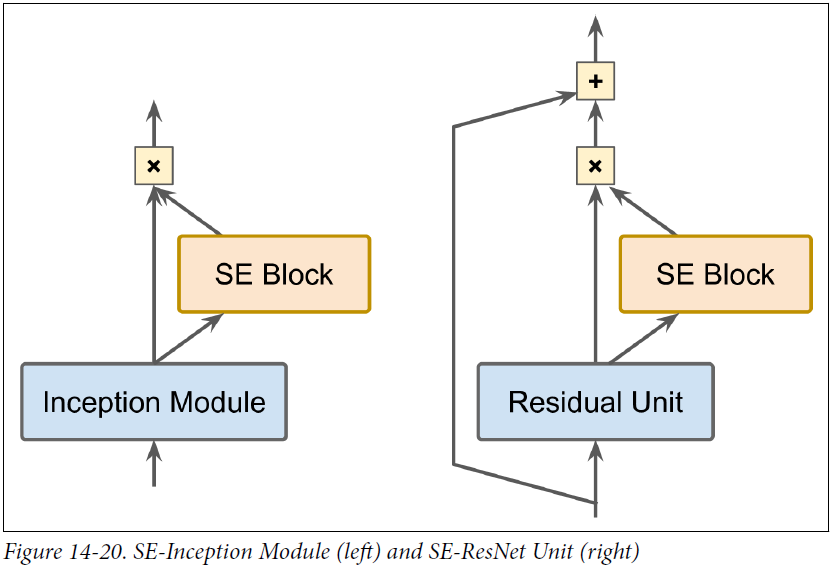 +
×
×
SE Block
SE Block
Inception Module
Residual Unit
Figure 14-20. SE-Inception Module (left) and SE-ResNet Unit (right)